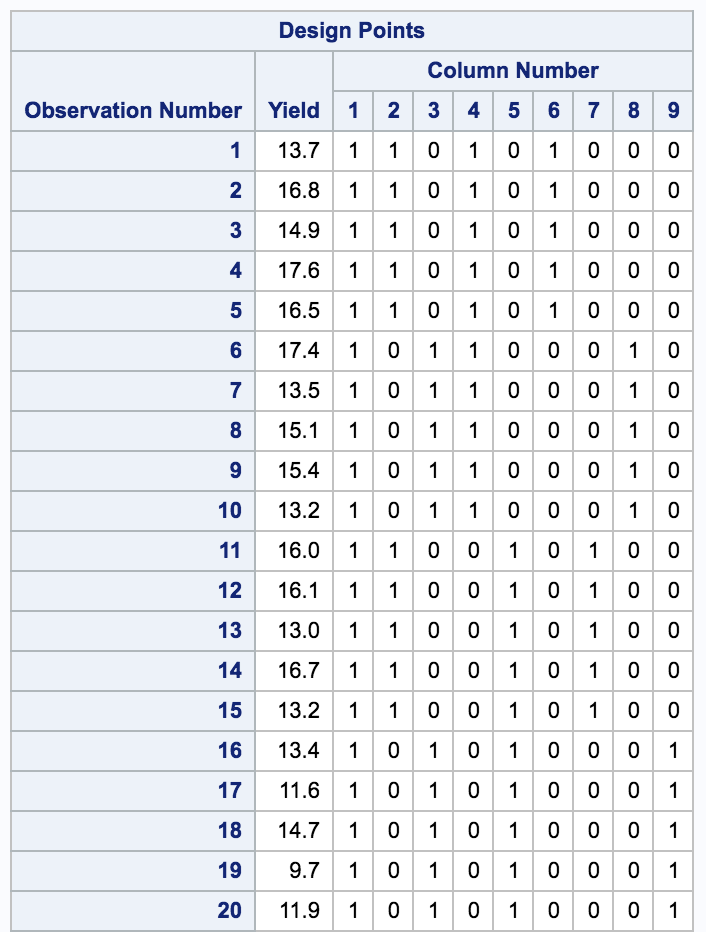 Design Points
Column Number
Observation Number Yield 1 2 3 4 5 6 7 8 9
1 13.7 1 1 0 1 0 1 0 0 0
2 16.8 1 1 0 1 0 1 0 0 0
3 14.9 1 1 0 1 0 1 0 0 0
4 17.6 1 1 0 1 0 1 0 0 0
5 16.5 1 1 0 1 0 1 0 0 0
6 17.4 1 0 1 1 0 0 0 1 0
7 13.5 1 0 1 1 0 0 0 1 0
8 15.1 1 0 1 1 0 0 0 1 0
9 15.4 1 0 1 1 0 0 0 1 0
10 13.2 1 0 1 1 0 0 0 1 0
11 16.0 1 1 0 0 1 0 1 0 0
12 16.1 1 1 0 0 1 0 1 0 0
13 13.0 1 1 0 0 1 0 1 0 0
14 16.7 1 1 0 0 1 0 1 0 0
15 13.2 1 1 0 0 1 0 1 0 0
16 13.4 1 0 1 0 1 0 0 0 1
17 11.6 1 0 1 0 1 0 0 0 1
18 14.7 1 0 1 0 1 0 0 0 1
19 9.7 1 0 1 0 1 0 0 0 1
20 11.9 1 0 1 0 1 0 0 0 1